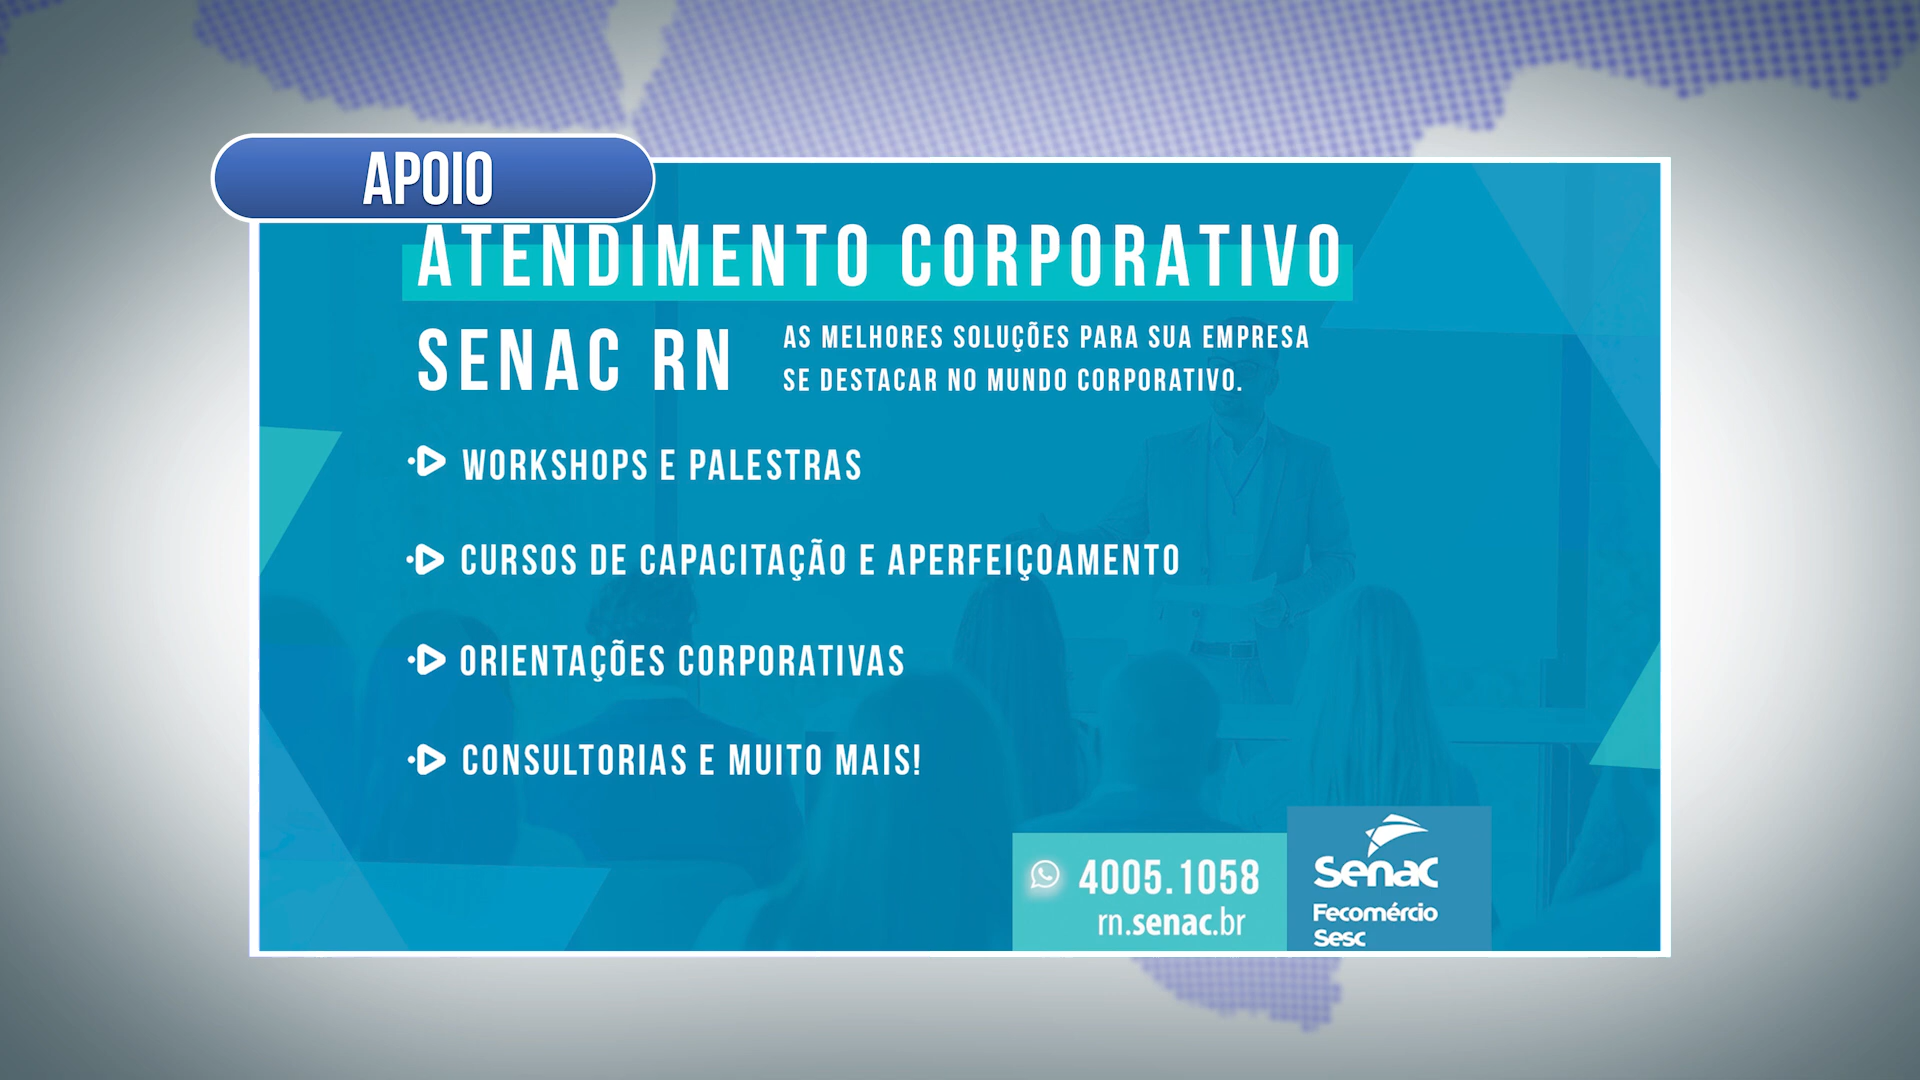 APOIO
ATENDIMENTO CORPORATIVO
SENAC RN
AS MELHORES SOLUÇÕES PARA SUA EMPRESA
SE DESTACAR NO MUNDO CORPORATIVO.
WORKSHOPS E PALESTRAS
CURSOS DE CAPACITAÇÃO E APERFEIÇOAMENTO
ORIENTAÇÕES CORPORATIVAS
CONSULTORIAS E MUITO MAIS!
4005.1058
rn.senac.br
Senac
Fecomércio
Sesc